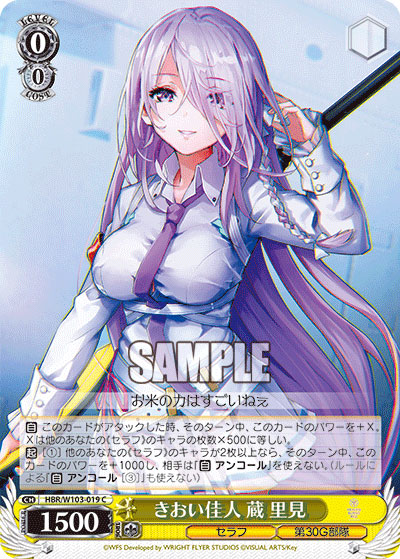 LEVEL
0
0
COST
SAMPLE
お米の力はすごいねぇ
【自】 このカードがアタックした時、そのターン中、このカードのパワーを＋X。
Xは他のあなたの《セラフ》のキャラの枚数×500に等しい。
【起】［①］ 他のあなたの《セラフ》のキャラが2枚以上なら、そのターン中、こ
のカードのパワーを＋1000し、相手は『【自】 アンコール』を使えない。（ルールによる
『【自】 アンコール ［③］』も使えない）
CH HBR/W103-019 C
1500
きおい佳人 蔵 里見
セラフ
第30G部隊
©WFS Developed by WRIGHT FLYER STUDIOS ©VISUAL ARTS/Key